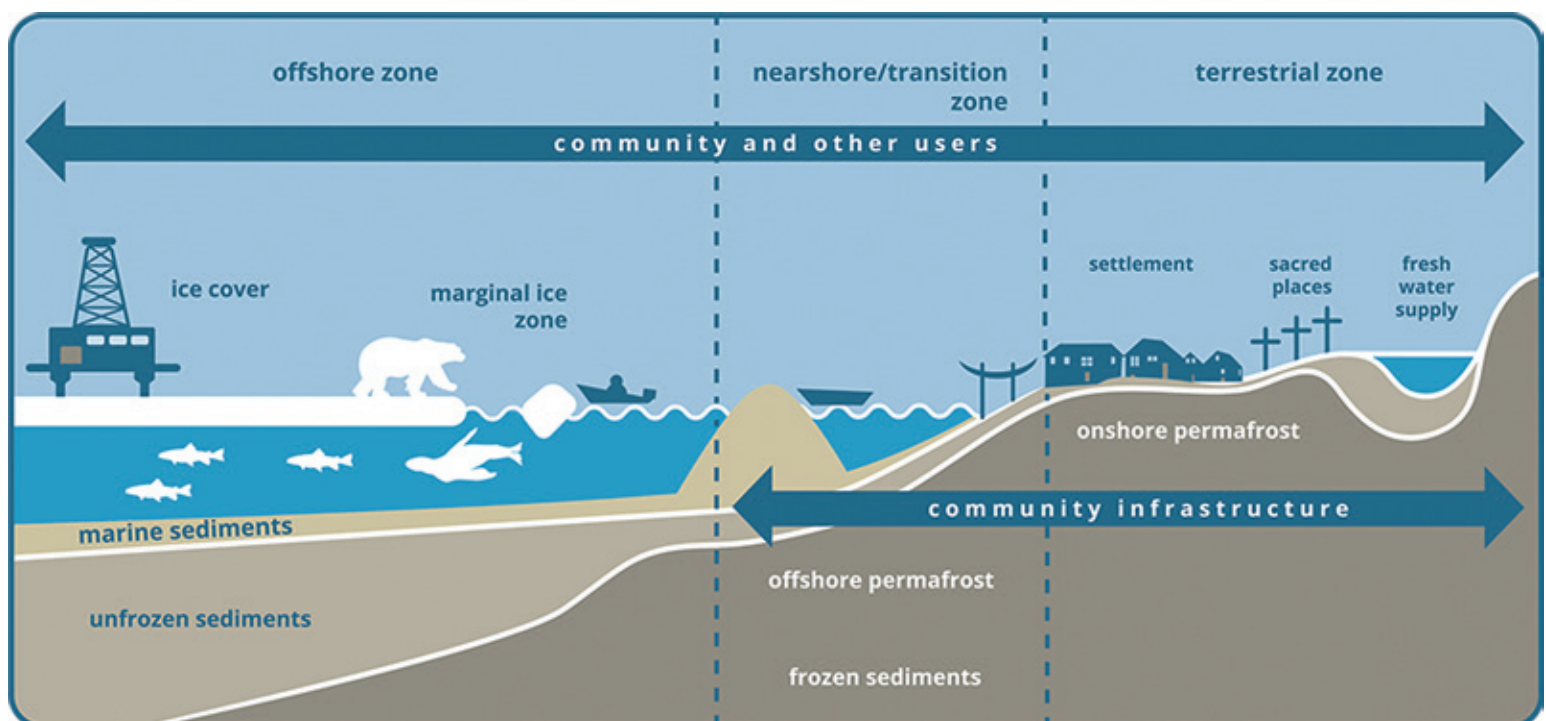 offshore zone
nearshore/transition
zone
terrestrial zone
community and other users
ice cover
marginal ice
zone
settlement
sacred
places
fresh
water
supply
onshore permafrost
community infrastructure
marine sediments
offshore permafrost
unfrozen sediments
frozen sediments